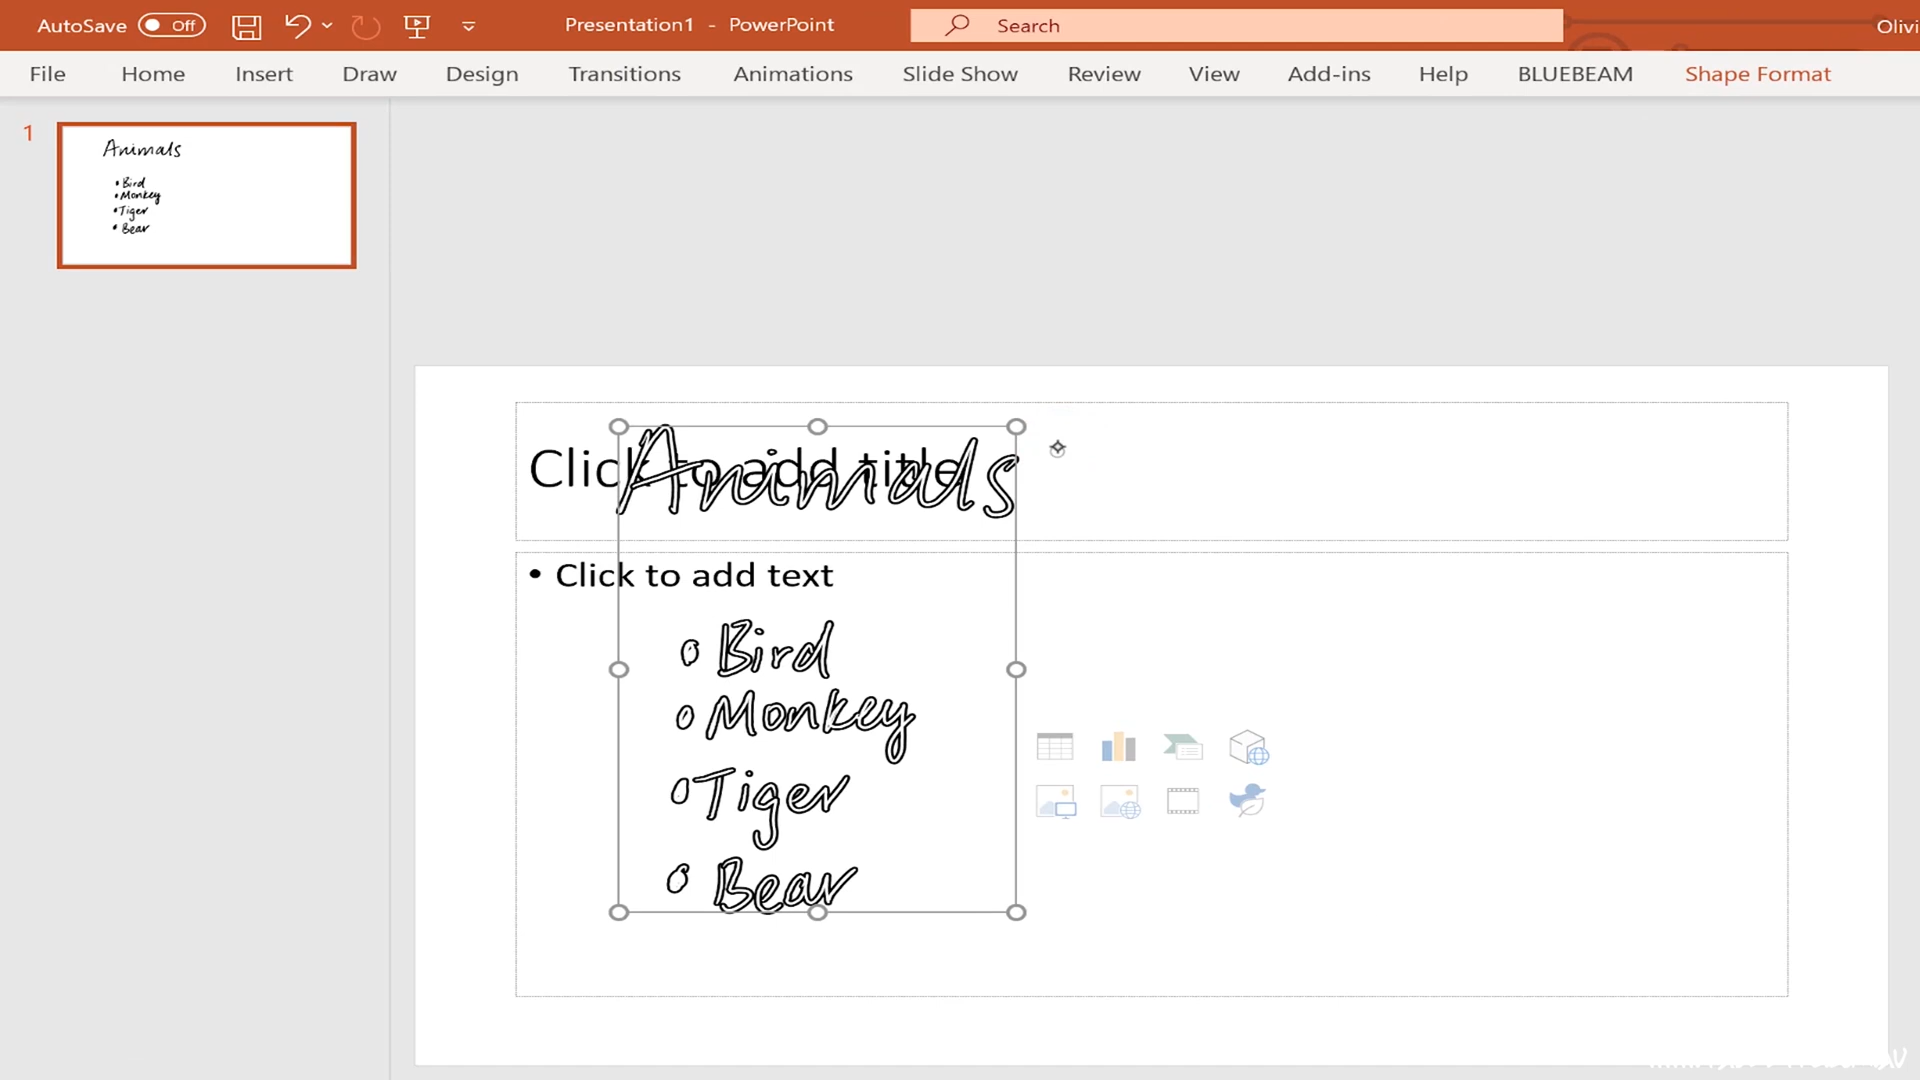 AutoSave Off Presentation1 - PowerPoint Search Olivi
File Home Insert Draw Design Transitions Animations Slide Show Review View Add-ins Help BLUEBEAM Shape Format
1
Animals
• Bird
• Monkey
• Tiger
• Bear
Click to add title
Animals
• Click to add text
• Bird
• Monkey
• Tiger
• Bear